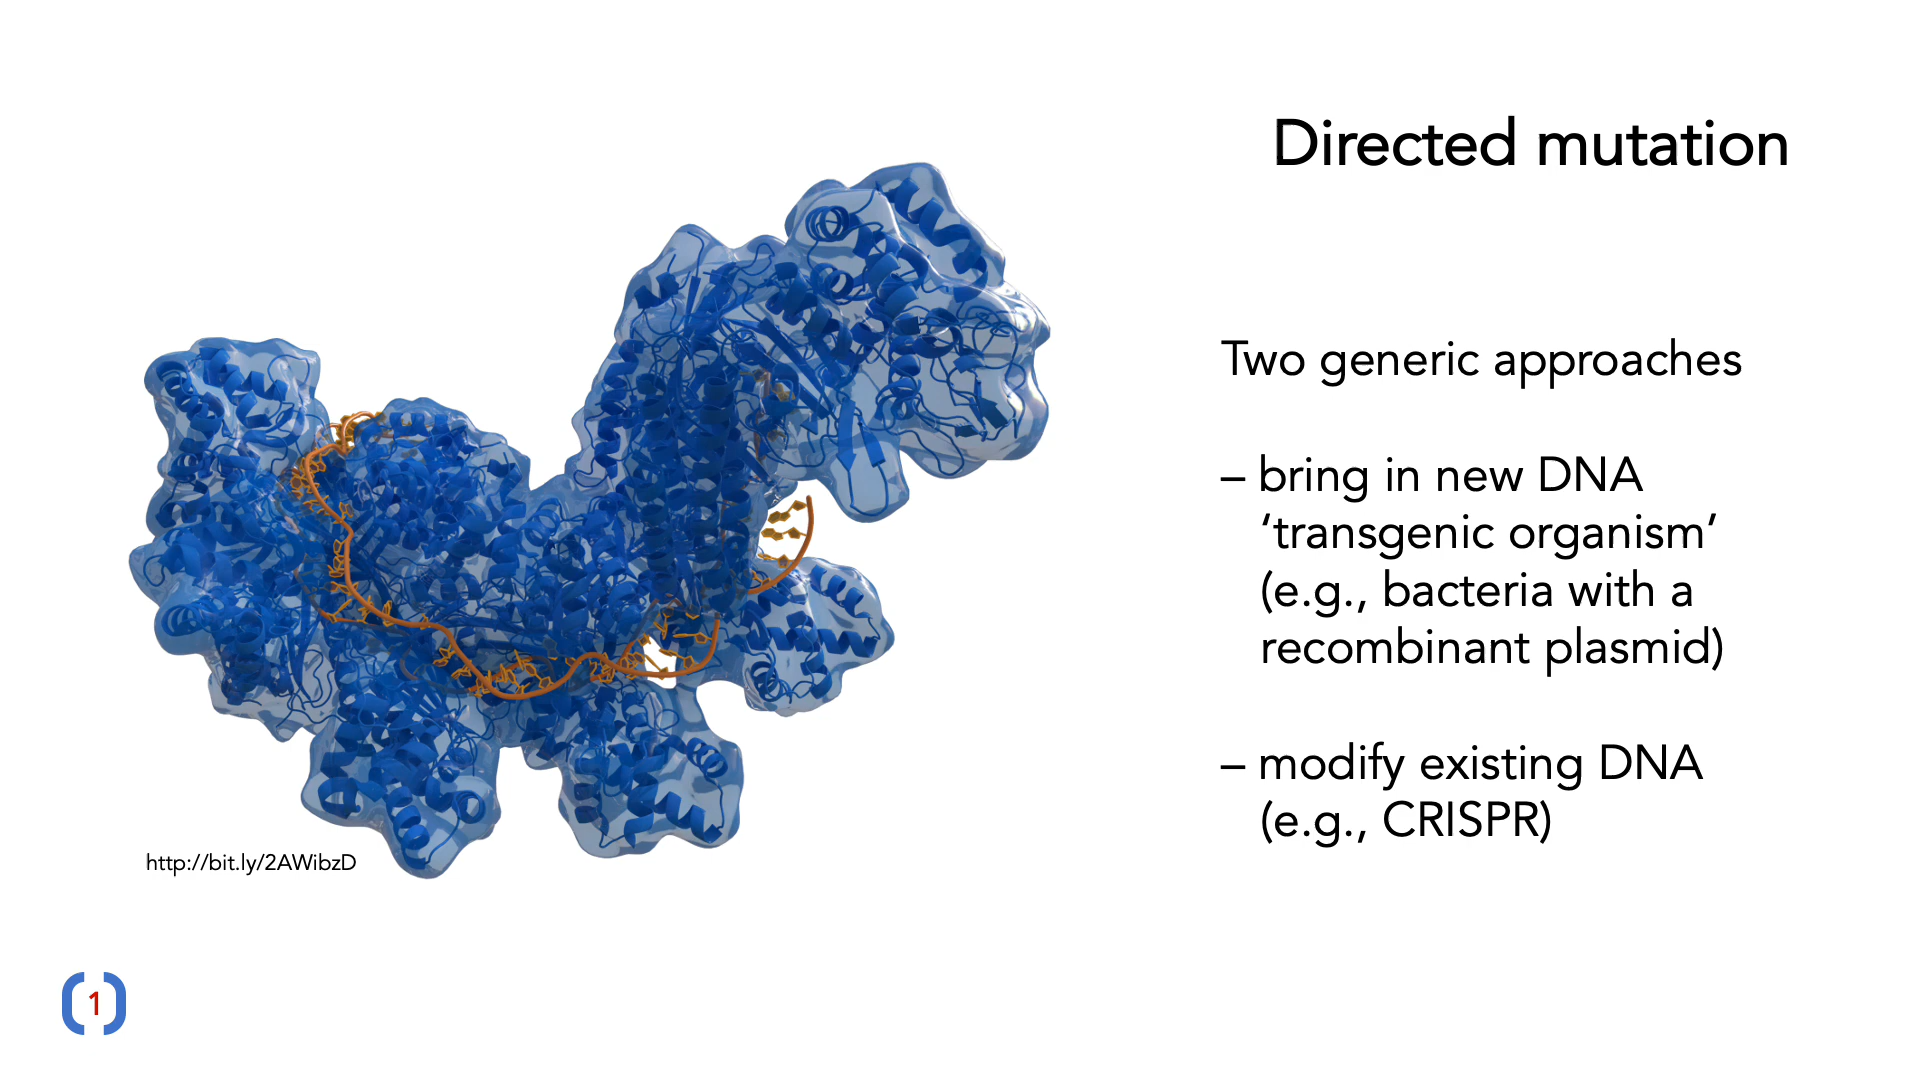 Directed mutation
Two generic approaches
– bring in new DNA
‘transgenic organism’
(e.g., bacteria with a
recombinant plasmid)
– modify existing DNA
(e.g., CRISPR)
http://bit.ly/2AWibzD
1